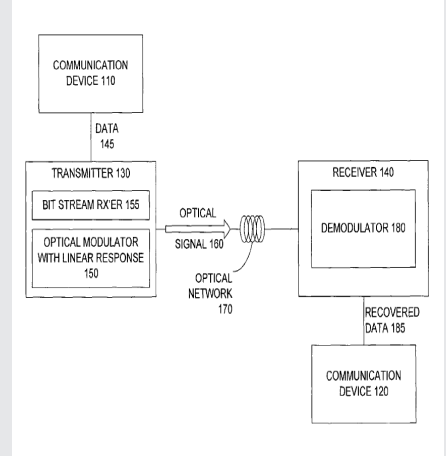 COMMUNICATION
DEVICE 110
DATA
145
TRANSMITTER 130
BIT STREAM RX'ER 155
OPTICAL MODULATOR
WITH LINEAR RESPONSE
150
OPTICAL
SIGNAL 160
OPTICAL
NETWORK
170
RECEIVER 140
DEMODULATOR 180
RECOVERED
DATA 185
COMMUNICATION
DEVICE 120